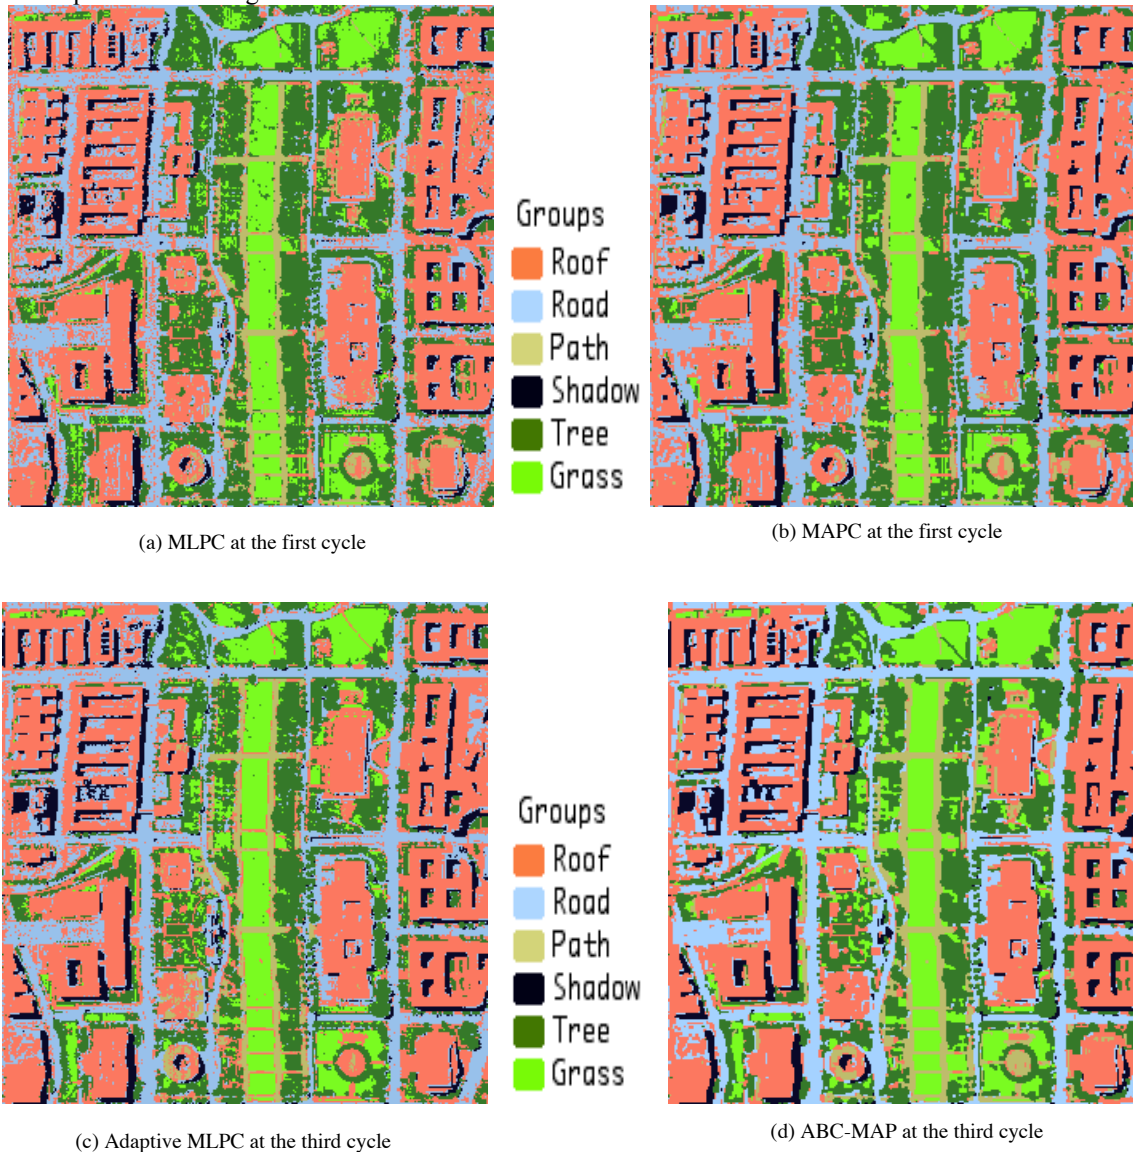 Groups
Roof
Road
Path
Shadow
Tree
Grass
(a) MLPC at the first cycle
(b) MAPC at the first cycle
Groups
Roof
Road
Path
Shadow
Tree
Grass
(c) Adaptive MLPC at the third cycle
(d) ABC-MAP at the third cycle